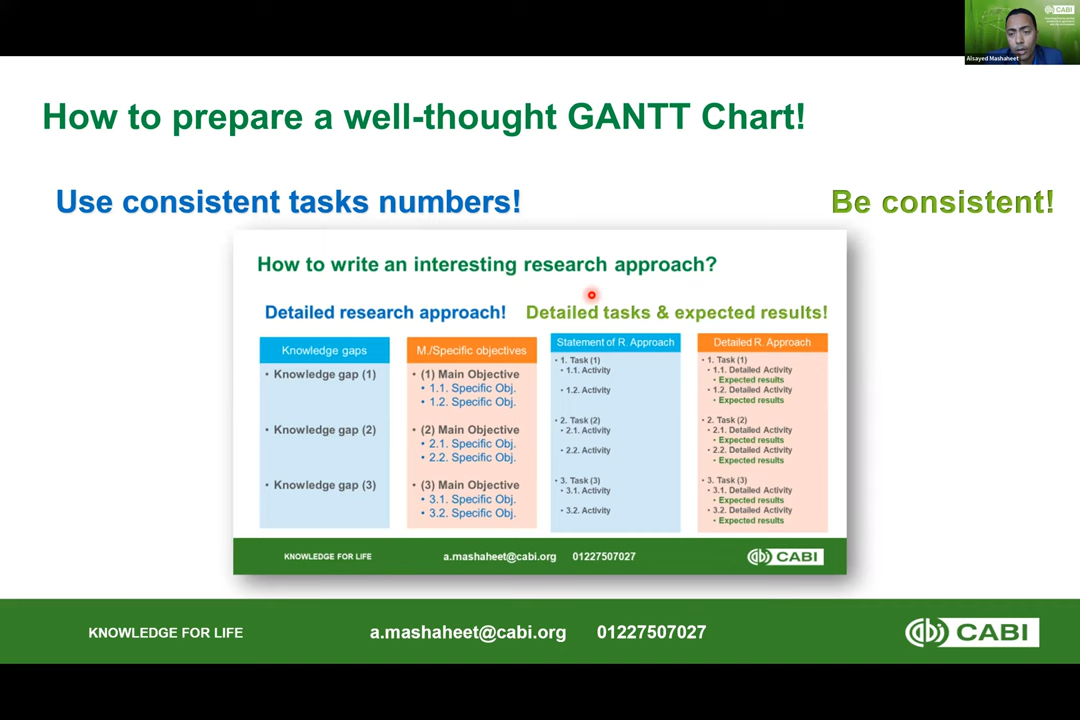 CABI
Alsayed Mashaheet
How to prepare a well-thought GANTT Chart!
Use consistent tasks numbers!
Be consistent!
How to write an interesting research approach?
Detailed research approach!
Detailed tasks & expected results!
Knowledge gaps
• Knowledge gap (1)
• Knowledge gap (2)
• Knowledge gap (3)
M./Specific objectives
• (1) Main Objective
• 1.1. Specific Obj.
• 1.2. Specific Obj.
• (2) Main Objective
• 2.1. Specific Obj.
• 2.2. Specific Obj.
• (3) Main Objective
• 3.1. Specific Obj.
• 3.2. Specific Obj.
Statement of R. Approach
• 1. Task (1)
• 1.1. Activity
• 1.2. Activity
• 2. Task (2)
• 2.1. Activity
• 2.2. Activity
• 3. Task (3)
• 3.1. Activity
• 3.2. Activity
Detailed R. Approach
• 1. Task (1)
• 1.1. Detailed Activity
• Expected results
• 1.2. Detailed Activity
• Expected results
• 2. Task (2)
• 2.1. Detailed Activity
• Expected results
• 2.2. Detailed Activity
• Expected results
• 3. Task (3)
• 3.1. Detailed Activity
• Expected results
• 3.2. Detailed Activity
• Expected results
KNOWLEDGE FOR LIFE a.mashaheet@cabi.org 01227507027 CABI
KNOWLEDGE FOR LIFE a.mashaheet@cabi.org 01227507027 CABI